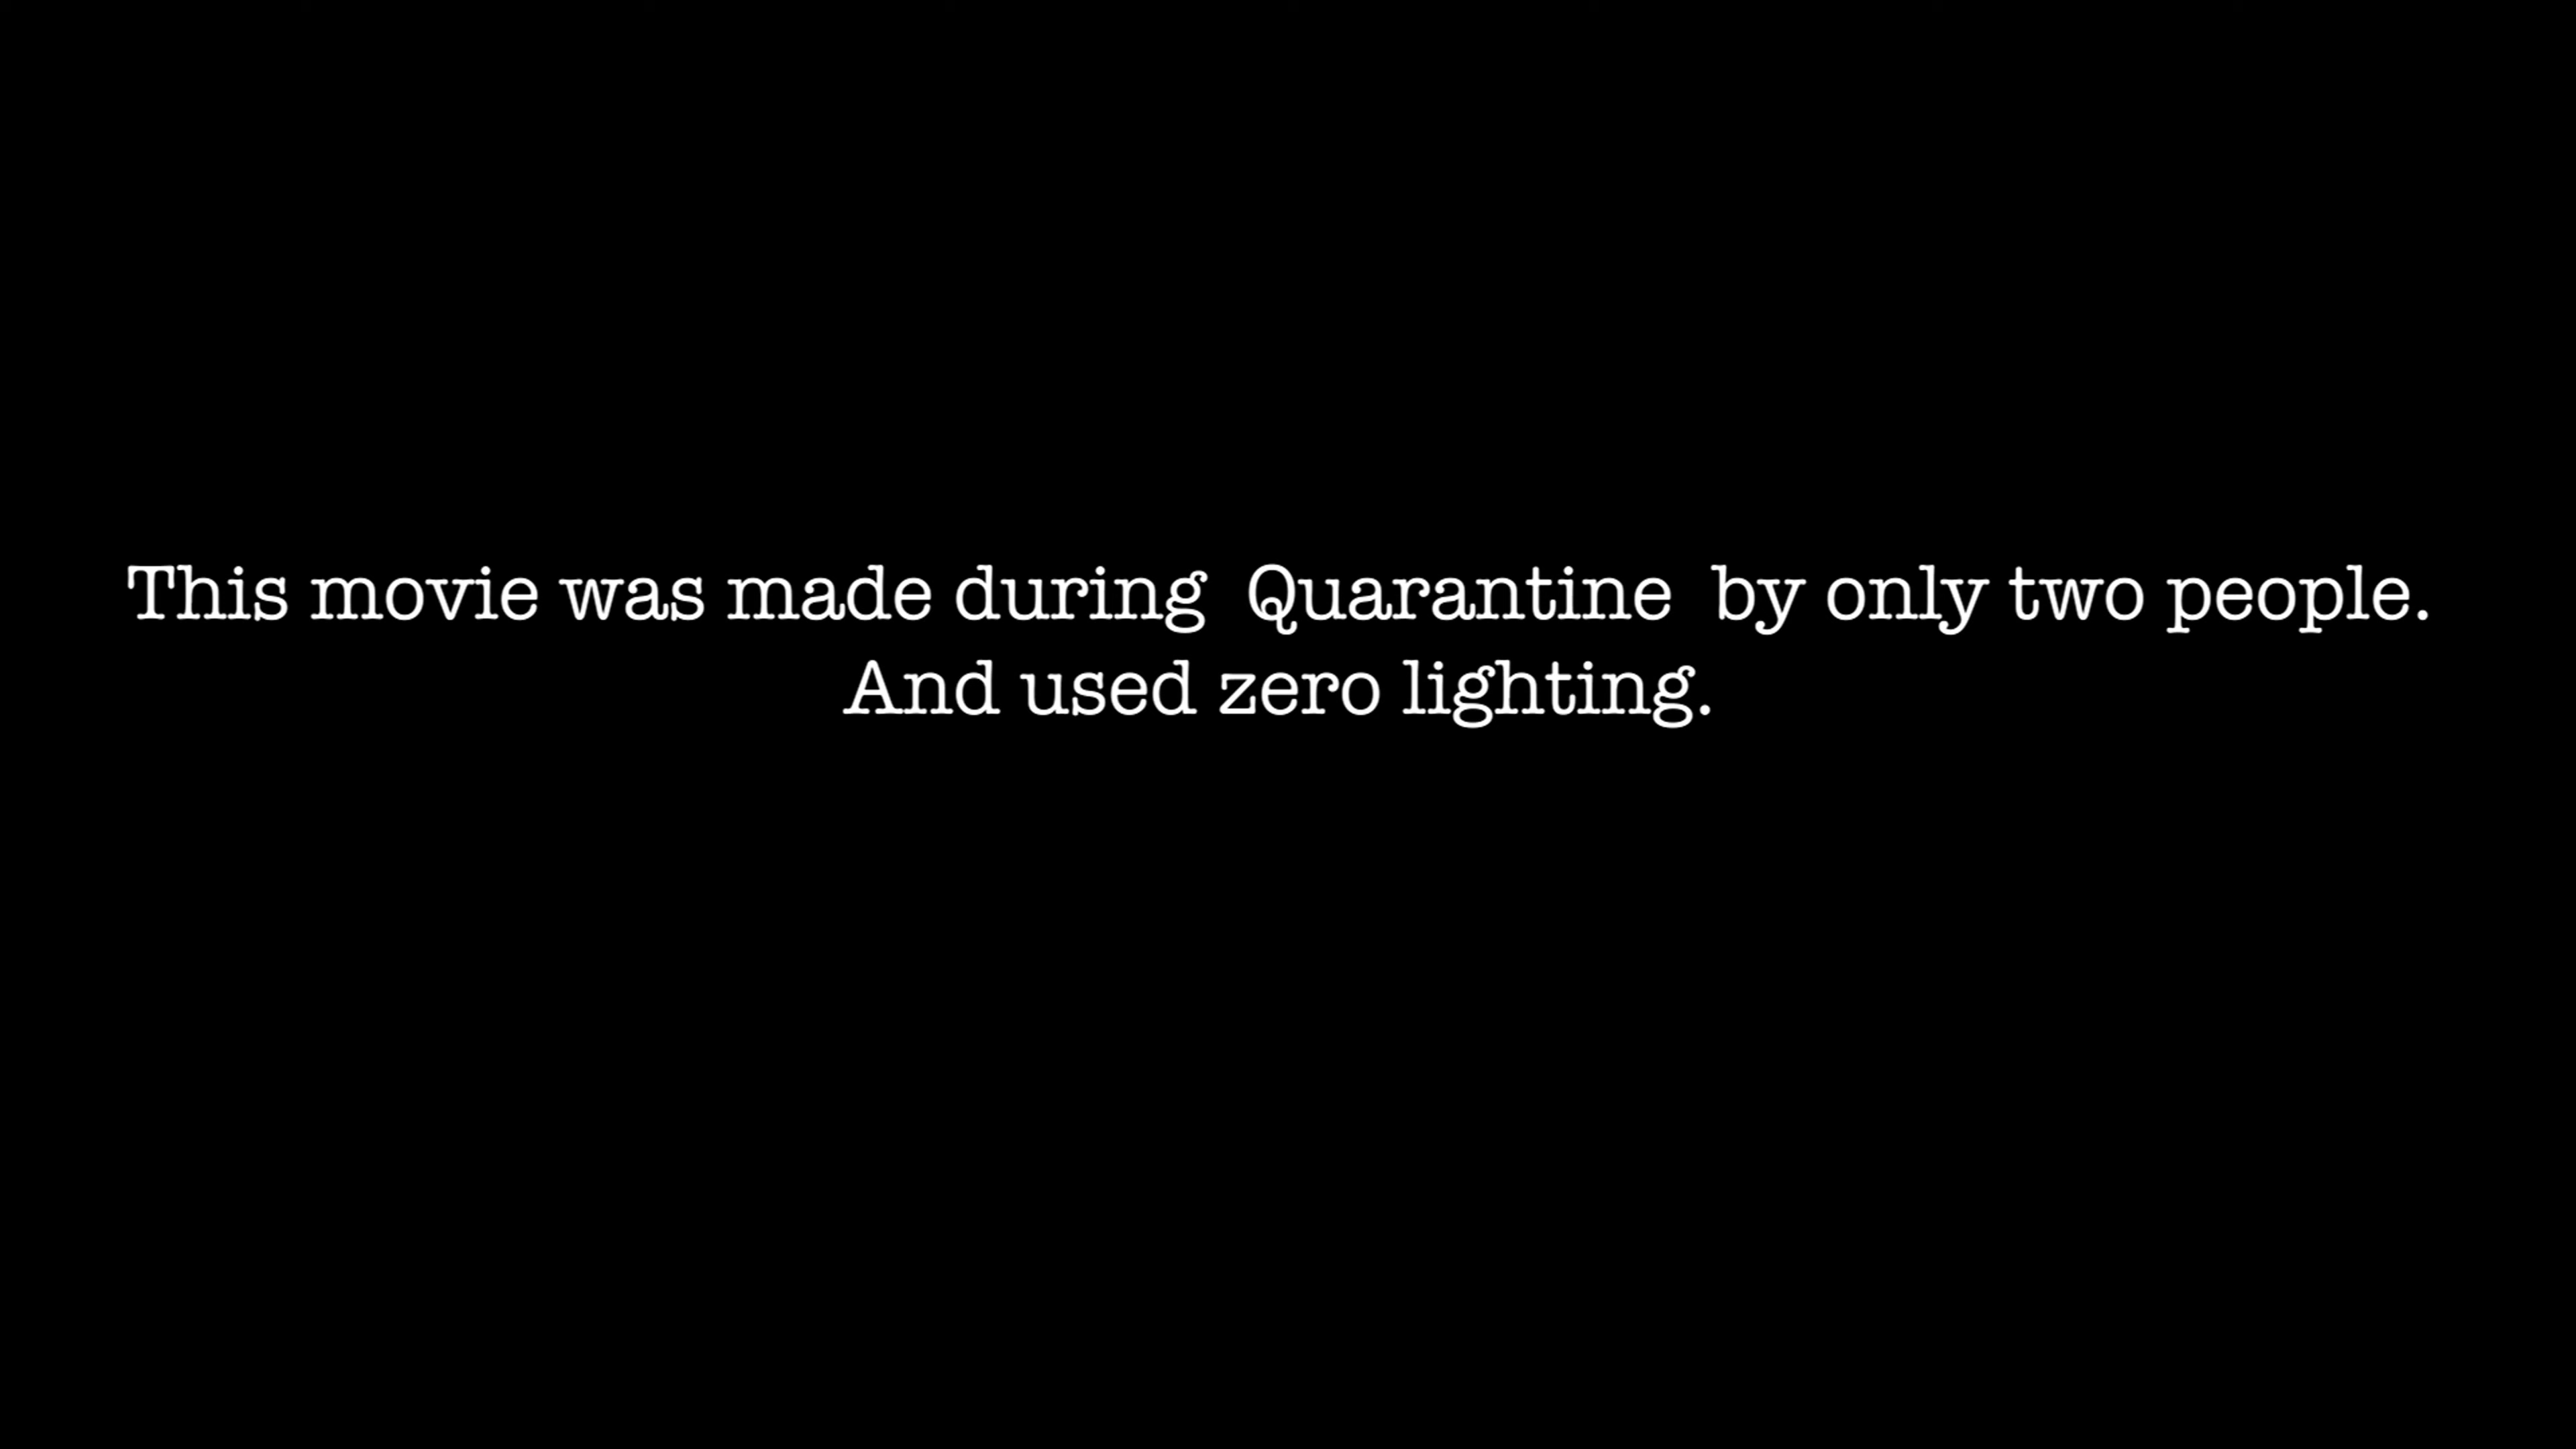 This movie was made during  Quarantine  by only two people.
And used zero lighting.